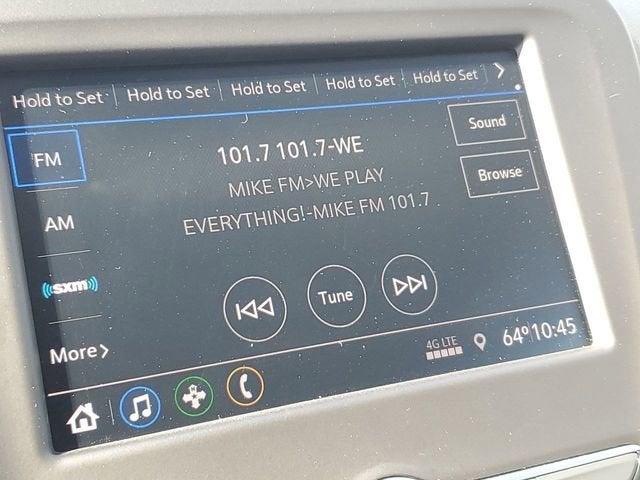 Hold to Set Hold to Set Hold to Set Hold to Set Hold to Set
FM
101.7 101.7-WE
Sound
MIKE FM>WE PLAY
Browse
AM
EVERYTHING!-MIKE FM 101.7
((sxm))
Tune
More
4G LTE
64° 10:45